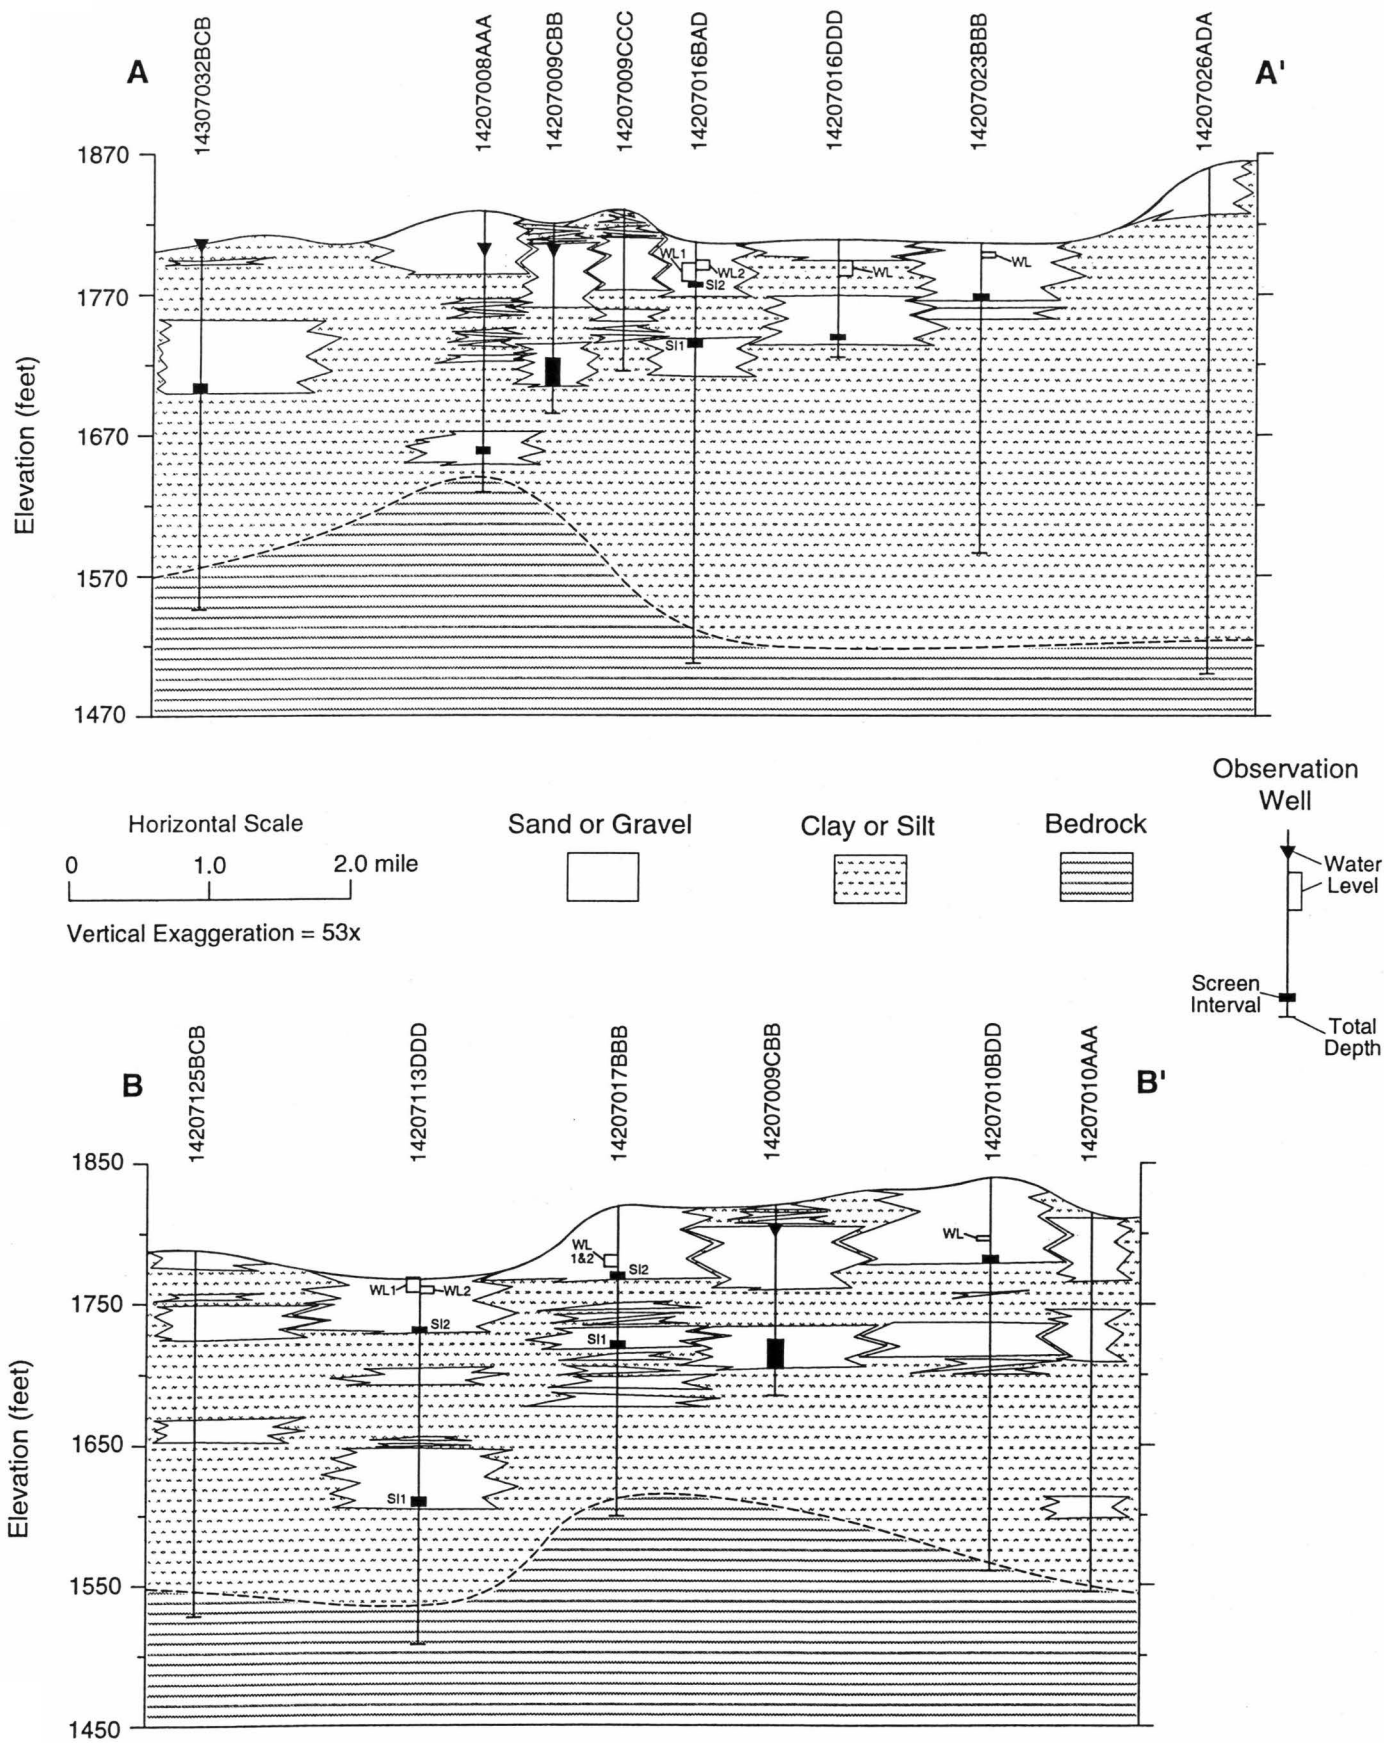 A
14307032BCB
14207008AAA
14207009CBB
14207009CCC
14207016BAD
14207016DDD
14207023BBB
14207026ADA
A'
Elevation (feet)
1870
1770
1670
1570
1470
WL1
WL2
SI2
SI1
WL
WL
Horizontal Scale
0 1.0 2.0 mile
Vertical Exaggeration = 53x
Sand or Gravel
Clay or Silt
Bedrock
Observation
Well
Water
Level
Screen
Interval
Total
Depth
B
14207125BCB
14207113DDD
14207017BBB
14207009CBB
14207010BDD
14207010AAA
B'
Elevation (feet)
1850
1750
1650
1550
1450
WL1
WL2
SI2
SI1
WL
1&2
SI2
SI1
WL